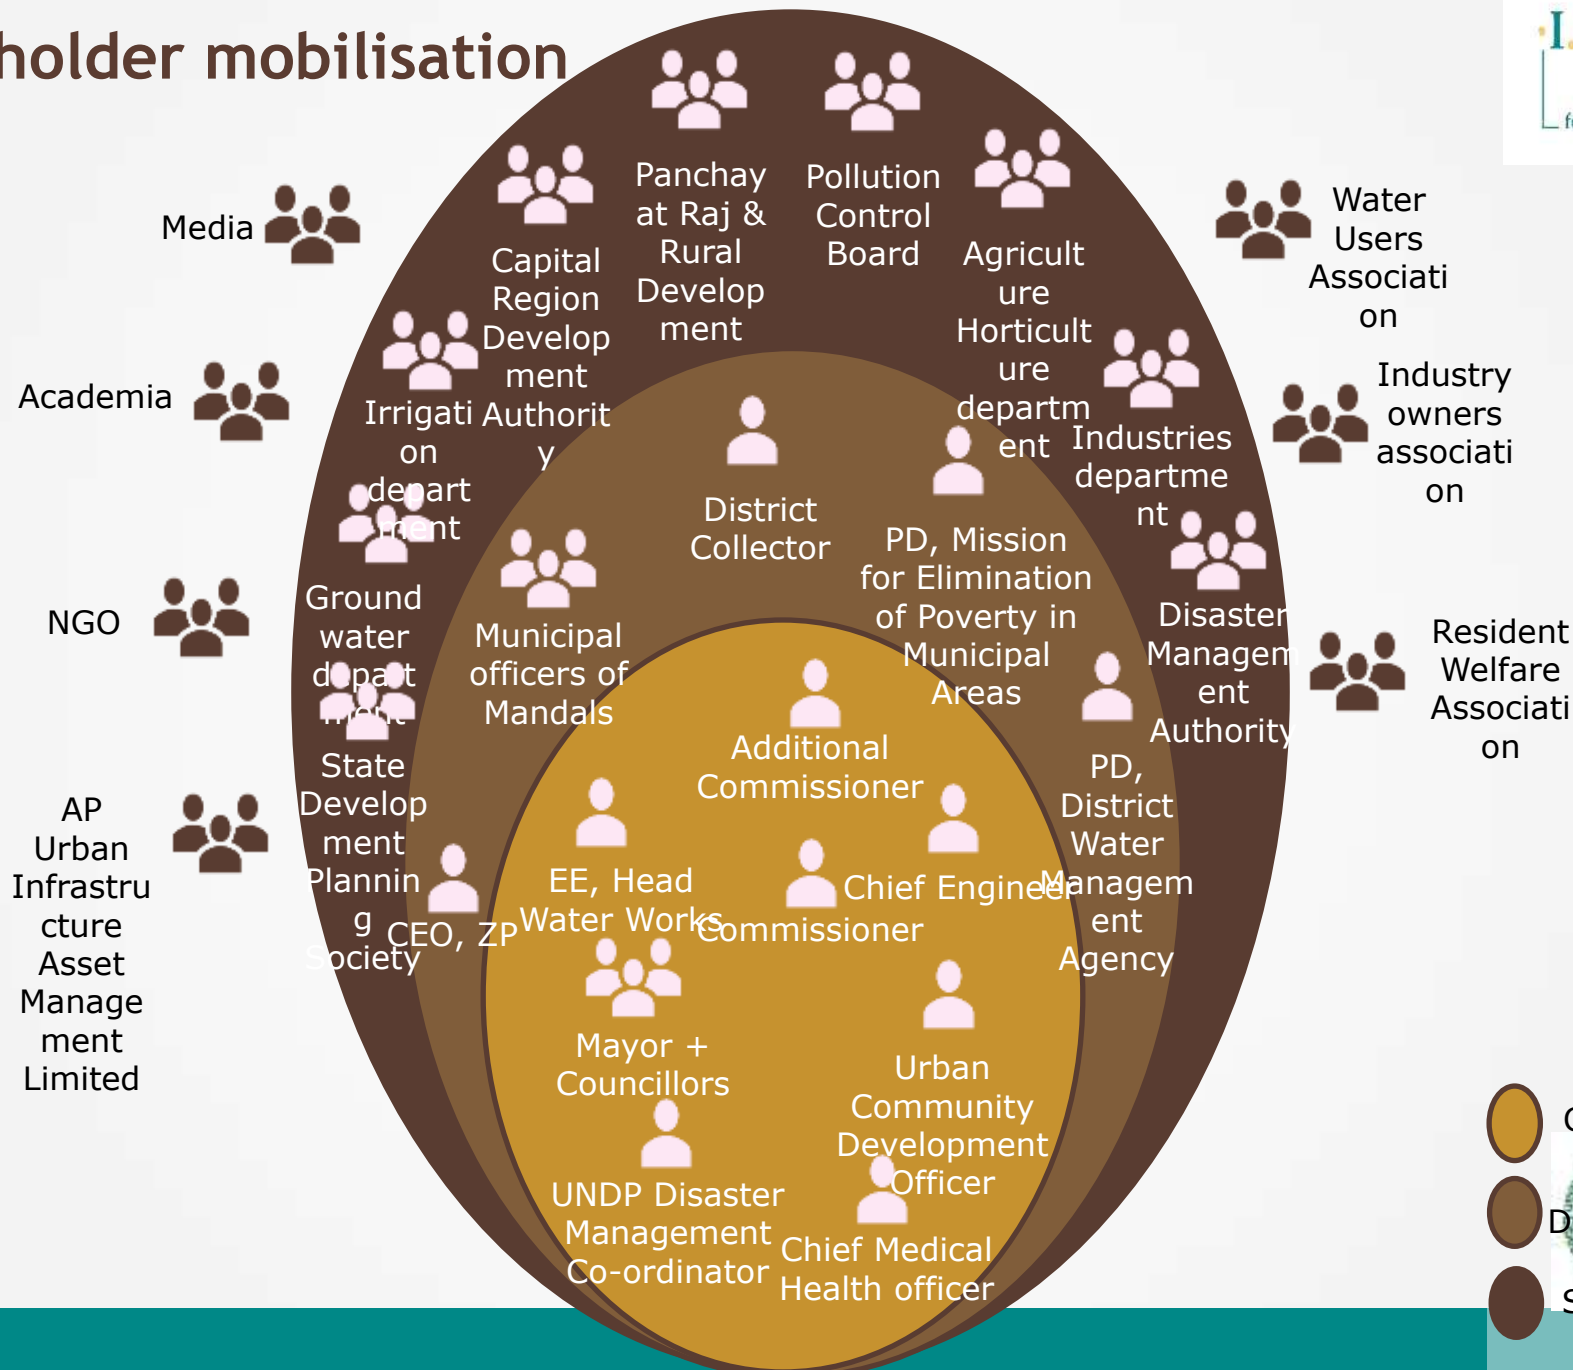 holder mobilisation
I
f
Media
Academia
NGO
AP
Urban
Infrastru
cture
Asset
Manage
ment
Limited
Panchay
at Raj &
Rural
Develop
ment
Pollution
Control
Board
Capital
Region
Develop
ment
Authorit
y
Agricult
ure
Horticult
ure
departm
ent
Irrigati
on
depart
ment
Industries
departme
nt
Ground
water
depart
ment
Disaster
Managem
ent
Authority
State
Develop
ment
Plannin
g
Society
District
Collector
PD, Mission
for Elimination
of Poverty in
Municipal
Areas
Municipal
officers of
Mandals
PD,
District
Water
Managem
ent
Agency
CEO, ZP
Additional
Commissioner
EE, Head
Water Works
Chief Engineer
Commissioner
Mayor +
Councillors
Urban
Community
Development
Officer
UNDP Disaster
Management
Co-ordinator
Chief Medical
Health officer
Water
Users
Associati
on
Industry
owners
associati
on
Resident
Welfare
Associati
on
D
S